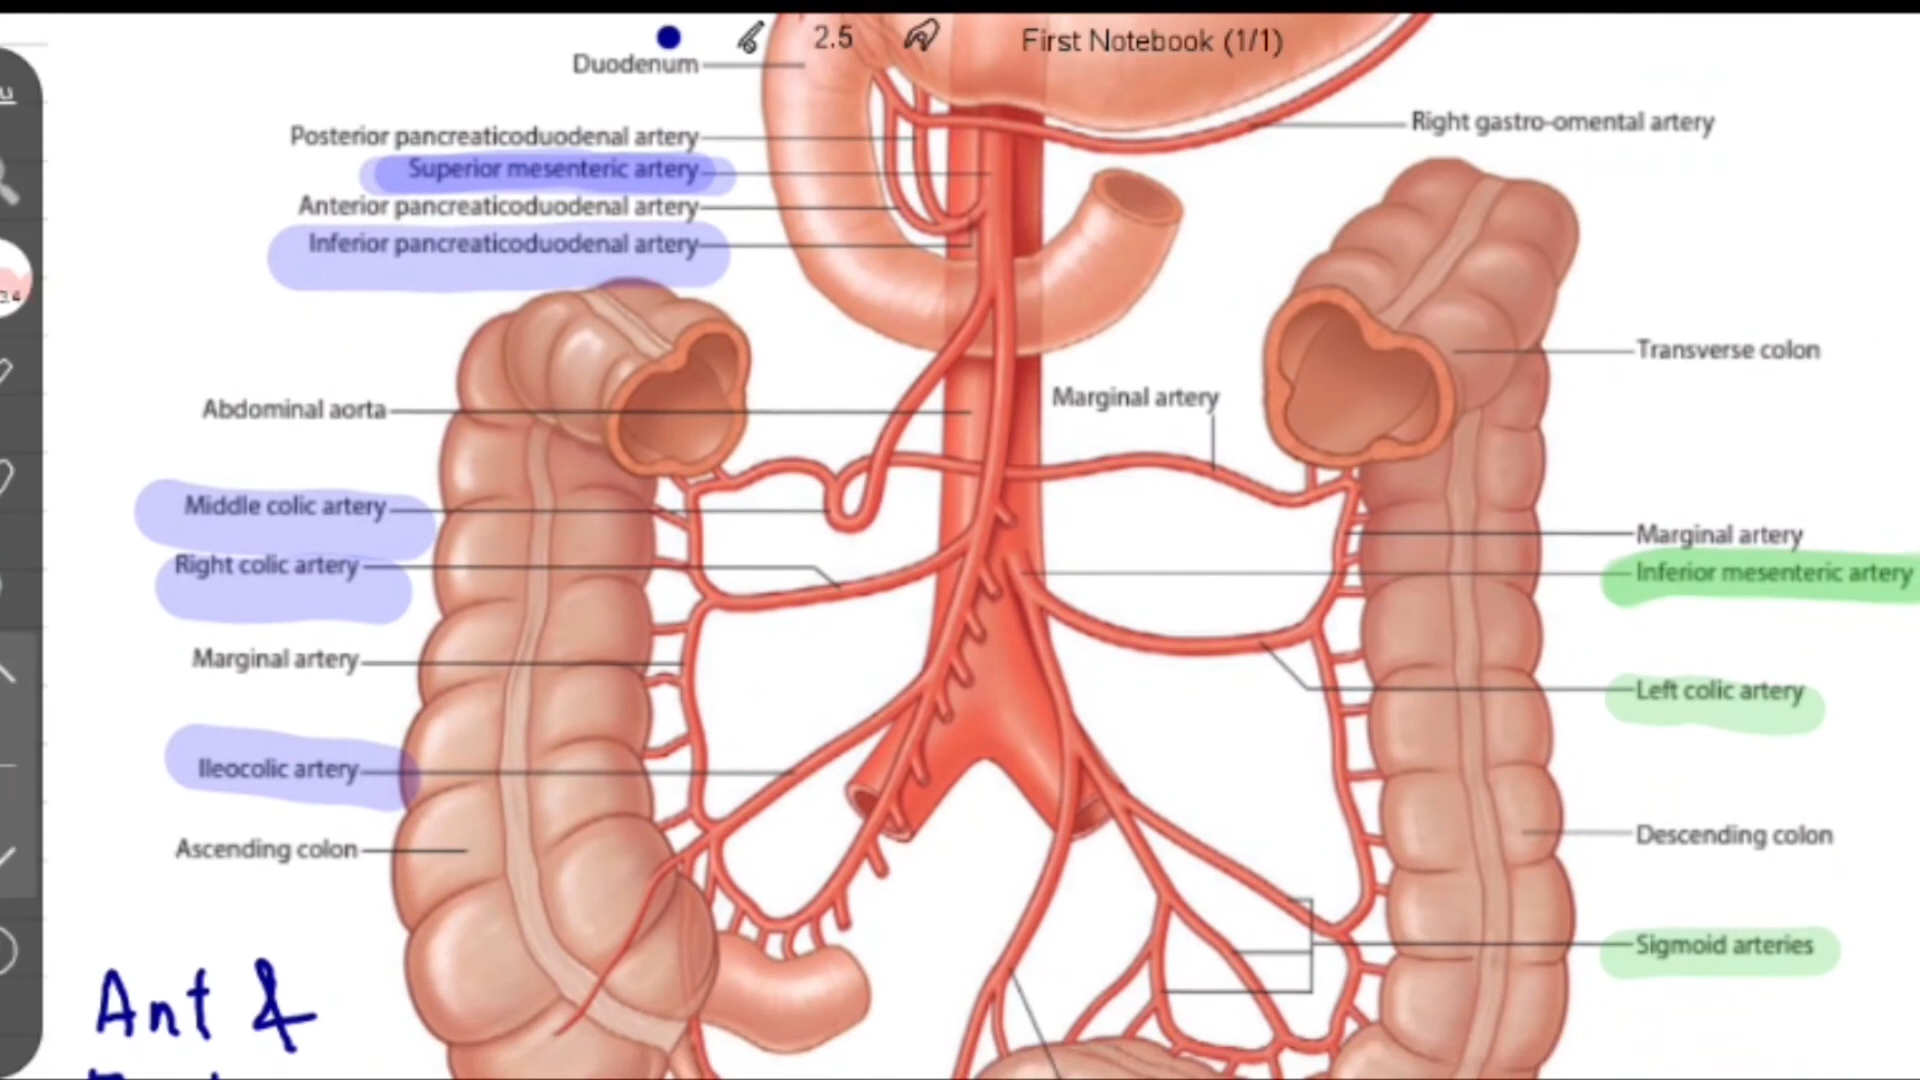 2.5
First Notebook (1/1)
Duodenum
Posterior pancreaticoduodenal artery
Superior mesenteric artery
Anterior pancreaticoduodenal artery
Inferior pancreaticoduodenal artery
Right gastro-omental artery
Transverse colon
Abdominal aorta
Marginal artery
Middle colic artery
Right colic artery
Marginal artery
Ileocolic artery
Ascending colon
Marginal artery
Inferior mesenteric artery
Left colic artery
Descending colon
Sigmoid arteries
Ant &